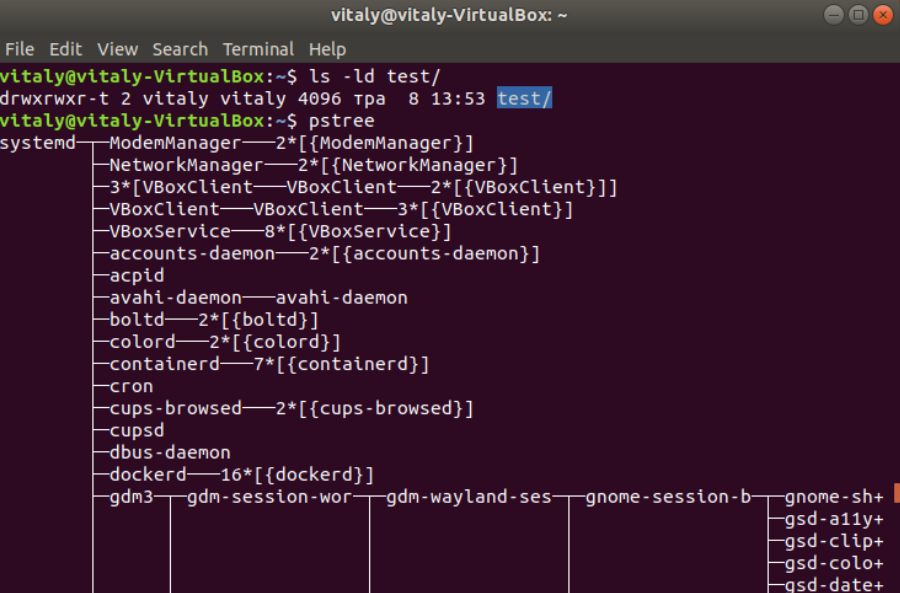 vitaly@vitaly-VirtualBox: ~
File Edit View Search Terminal Help
vitaly@vitaly-VirtualBox:~$ ls -ld test/
drwxrwxr-t 2 vitaly vitaly 4096 тра  8 13:53 test/
vitaly@vitaly-VirtualBox:~$ pstree
systemd─┬─ModemManager───2*[{ModemManager}]
        ├─NetworkManager───2*[{NetworkManager}]
        ├─3*[VBoxClient───VBoxClient───2*[{VBoxClient}]]
        ├─VBoxClient───VBoxClient───3*[{VBoxClient}]
        ├─VBoxService───8*[{VBoxService}]
        ├─accounts-daemon───2*[{accounts-daemon}]
        ├─acpid
        ├─avahi-daemon───avahi-daemon
        ├─boltd───2*[{boltd}]
        ├─colord───2*[{colord}]
        ├─containerd───7*[{containerd}]
        ├─cron
        ├─cups-browsed───2*[{cups-browsed}]
        ├─cupsd
        ├─dbus-daemon
        ├─dockerd───16*[{dockerd}]
        ├─gdm3─┬─gdm-session-wor─┬─gdm-wayland-ses─┬─gnome-session-b─┬─gnome-sh+
        │      │                 │                 │                 ├─gsd-a11y+
        │      │                 │                 │                 ├─gsd-clip+
        │      │                 │                 │                 ├─gsd-colo+
        │      │                 │                 │                 ├─gsd-date+